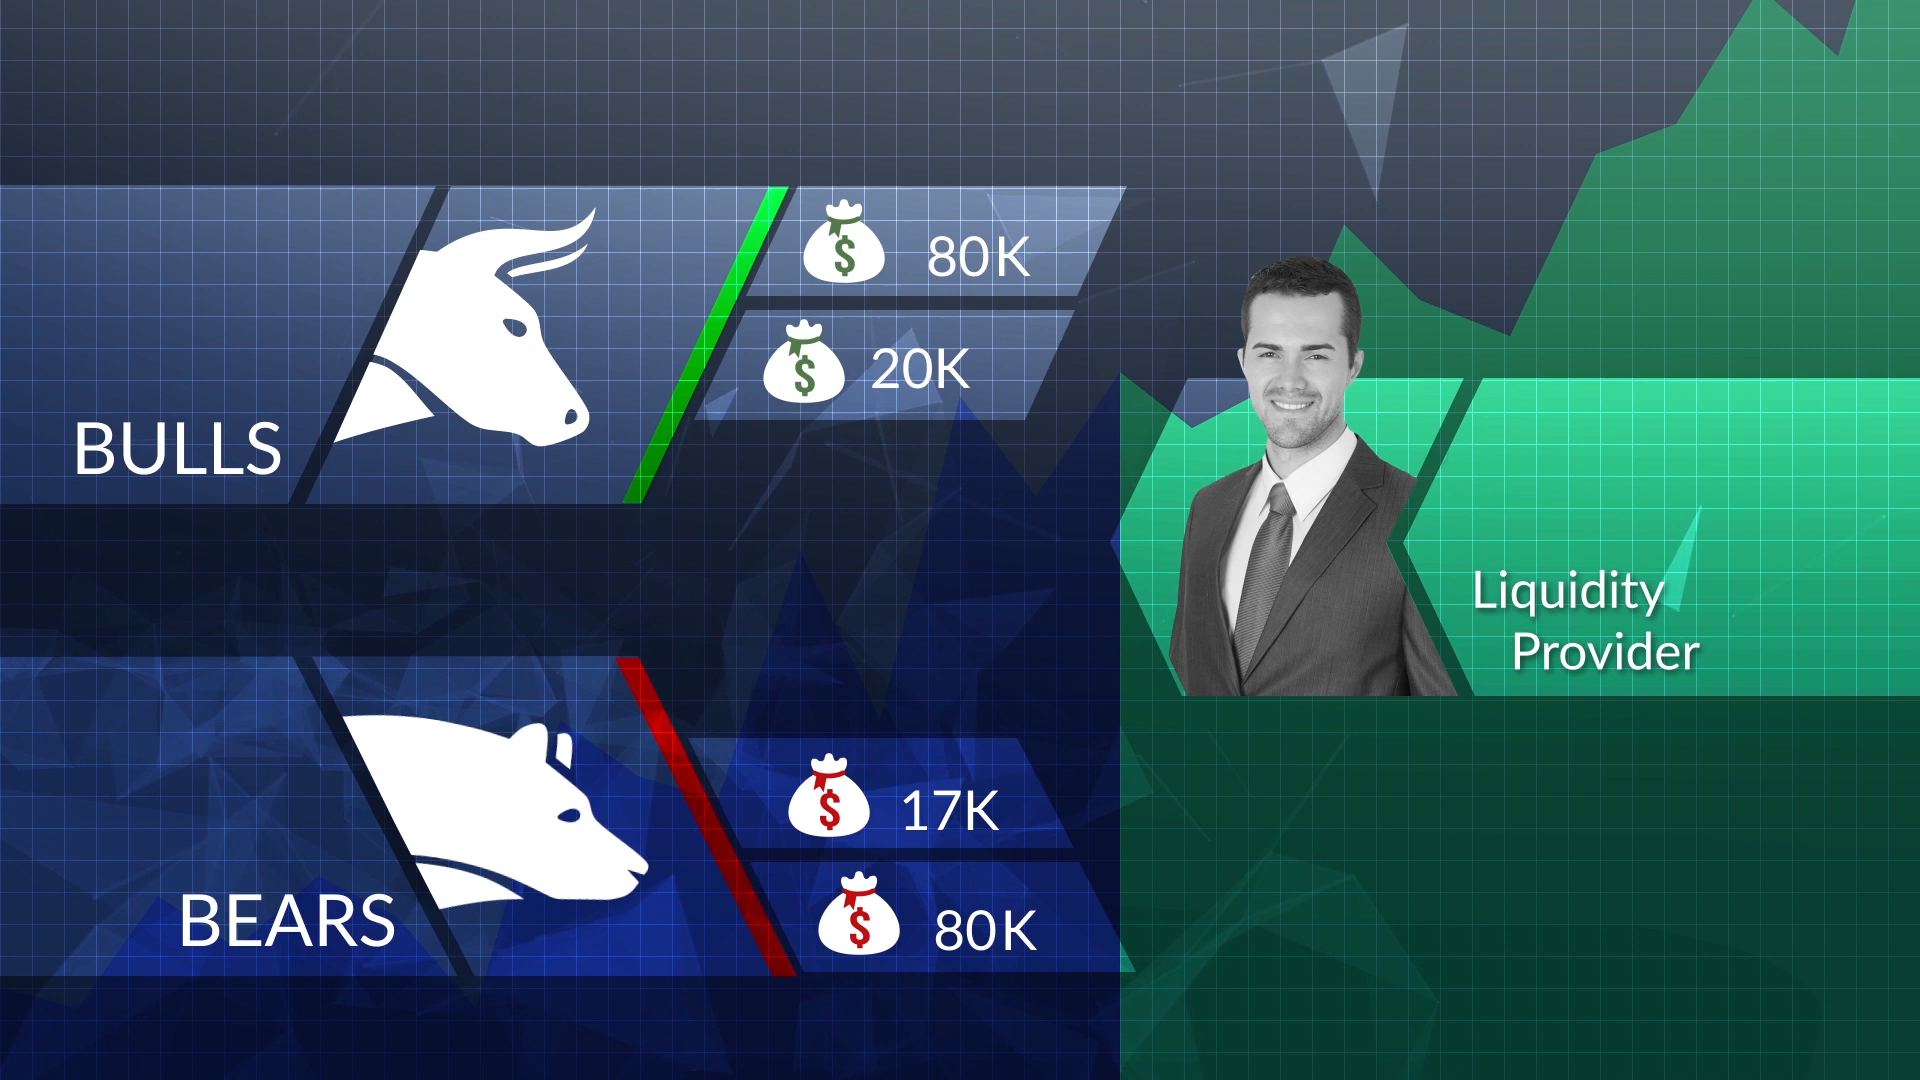 80K
20K
BULLS
Liquidity
Provider
17K
80K
BEARS